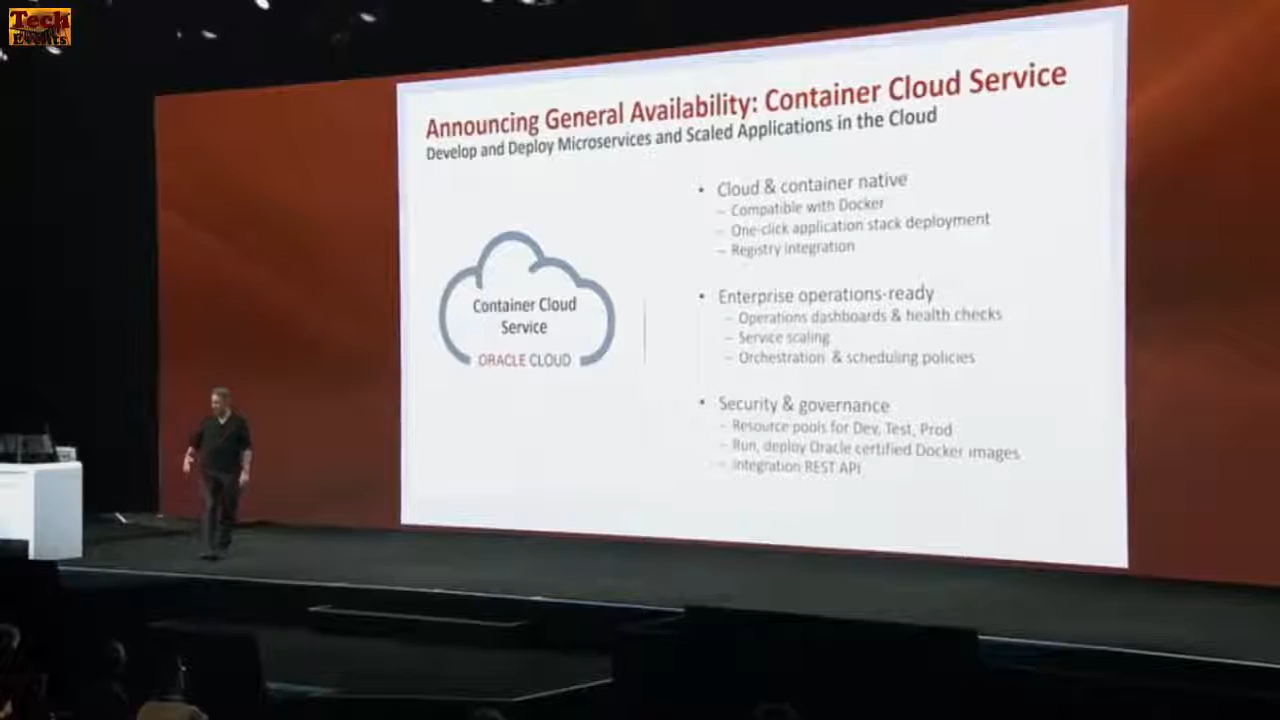 Tech
Events
Announcing General Availability: Container Cloud Service
Develop and Deploy Microservices and Scaled Applications in the Cloud
Container Cloud
Service
ORACLE CLOUD
• Cloud & container native
– Compatible with Docker
– One-click application stack deployment
– Registry integration
• Enterprise operations-ready
– Operations dashboards & health checks
– Service scaling
– Orchestration & scheduling policies
• Security & governance
– Resource pools for Dev, Test, Prod
– Run, deploy Oracle certified Docker images
– Integration REST API